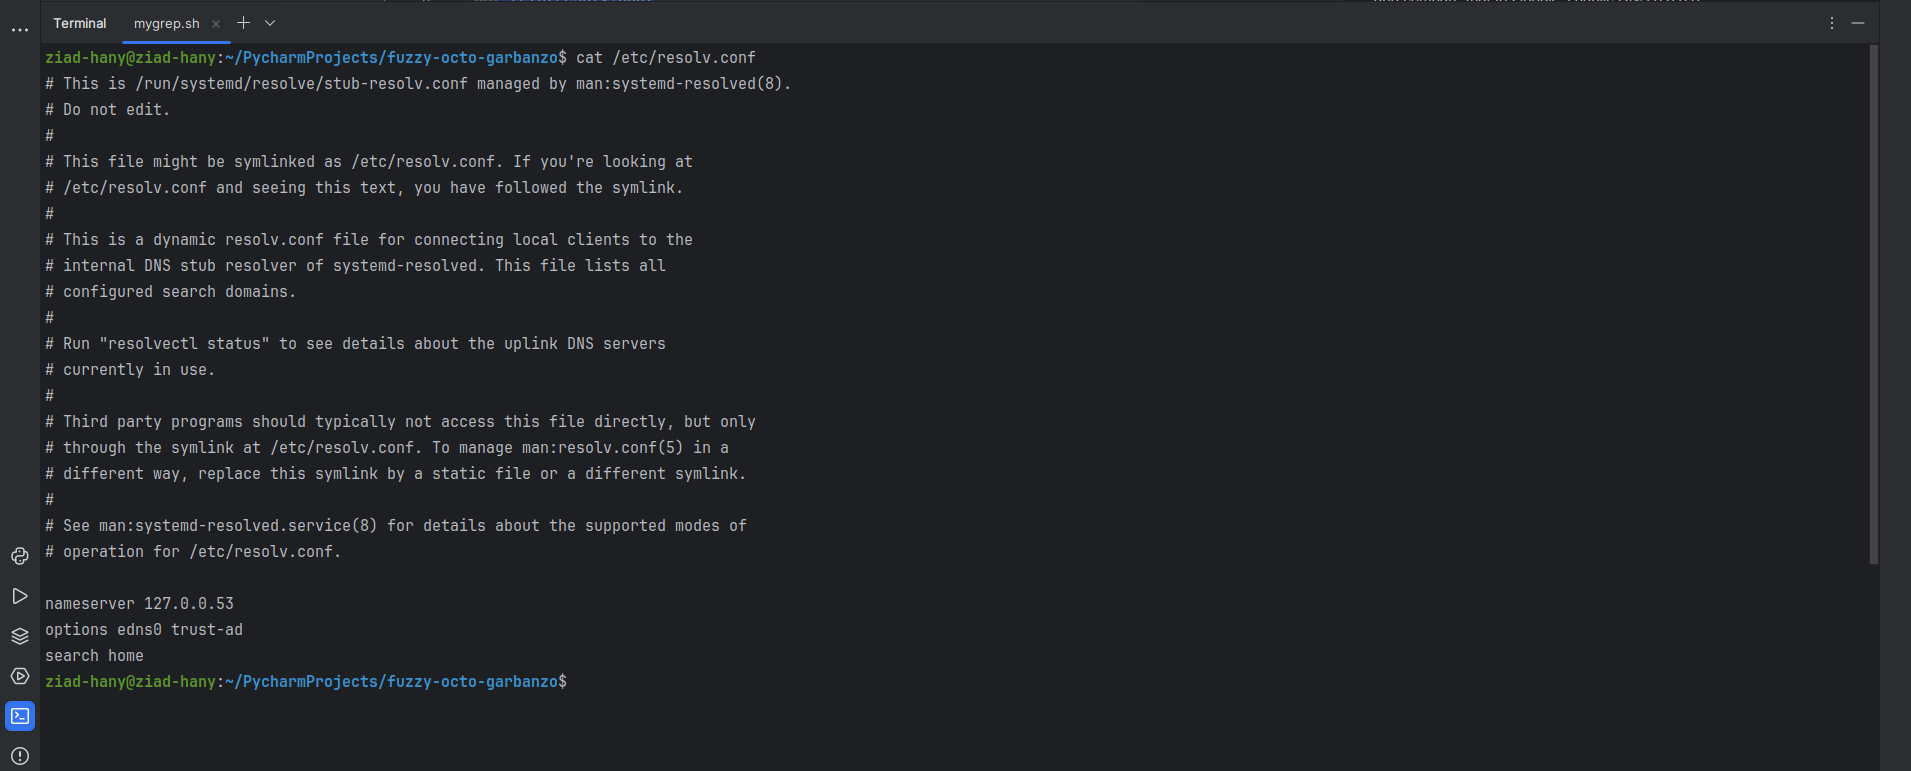 Terminal mygrep.sh
ziad-hany@ziad-hany:~/PycharmProjects/fuzzy-octo-garbanzo$ cat /etc/resolv.conf
# This is /run/systemd/resolve/stub-resolv.conf managed by man:systemd-resolved(8).
# Do not edit.
#
# This file might be symlinked as /etc/resolv.conf. If you're looking at
# /etc/resolv.conf and seeing this text, you have followed the symlink.
#
# This is a dynamic resolv.conf file for connecting local clients to the
# internal DNS stub resolver of systemd-resolved. This file lists all
# configured search domains.
#
# Run "resolvectl status" to see details about the uplink DNS servers
# currently in use.
#
# Third party programs should typically not access this file directly, but only
# through the symlink at /etc/resolv.conf. To manage man:resolv.conf(5) in a
# different way, replace this symlink by a static file or a different symlink.
#
# See man:systemd-resolved.service(8) for details about the supported modes of
# operation for /etc/resolv.conf.

nameserver 127.0.0.53
options edns0 trust-ad
search home
ziad-hany@ziad-hany:~/PycharmProjects/fuzzy-octo-garbanzo$